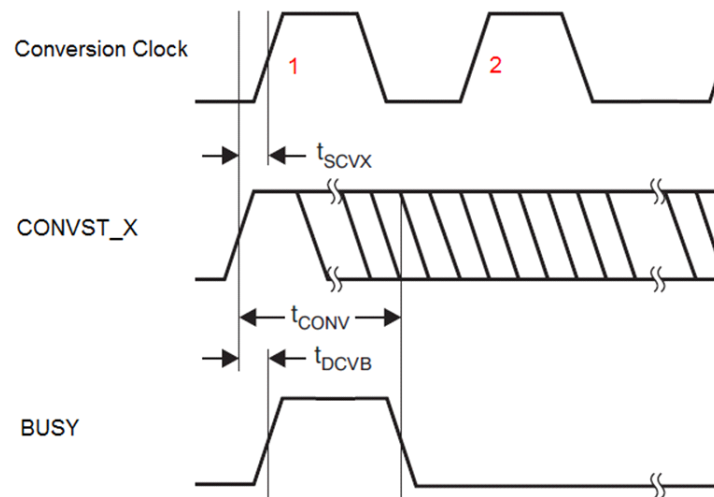 Conversion Clock
1
2
tSCVX
CONVST_X
tCONV
tDCVB
BUSY